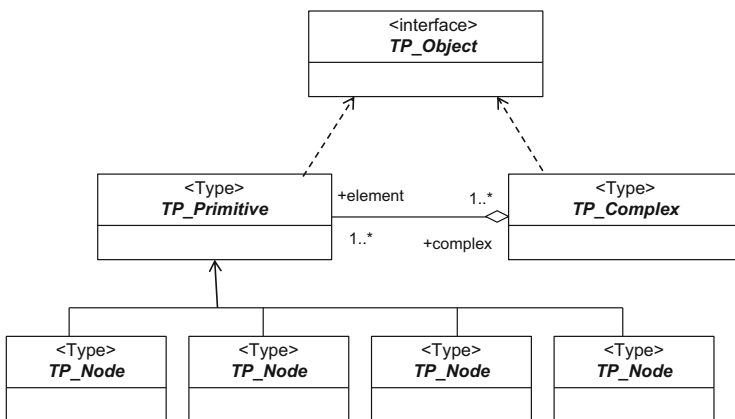 <interface>
TP_Object
<Type>
TP_Primitive
+element
1..*
1..*
+complex
<Type>
TP_Complex
<Type>
TP_Node
<Type>
TP_Node
<Type>
TP_Node
<Type>
TP_Node